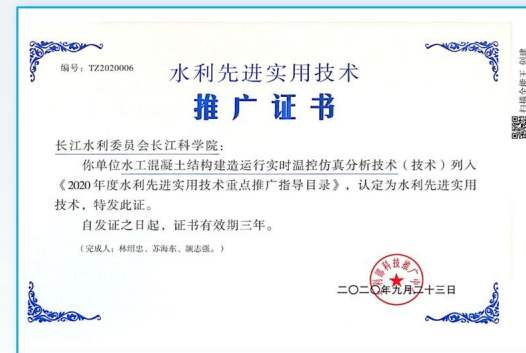 编号：TZ2020006
水利先进实用技术
推广证书
长江水利委员会长江科学院：
你单位水工混凝土结构建造运行实时温控仿真分析技术（技术）列入
《2020年度水利先进实用技术重点推广指导目录》，认定为水利先进实用
技术，特发此证。
自发证之日起，证书有效期三年。
（完成人：林绍忠、苏海东、颉志强。）
科技推广中
二〇二〇年九月二十三日